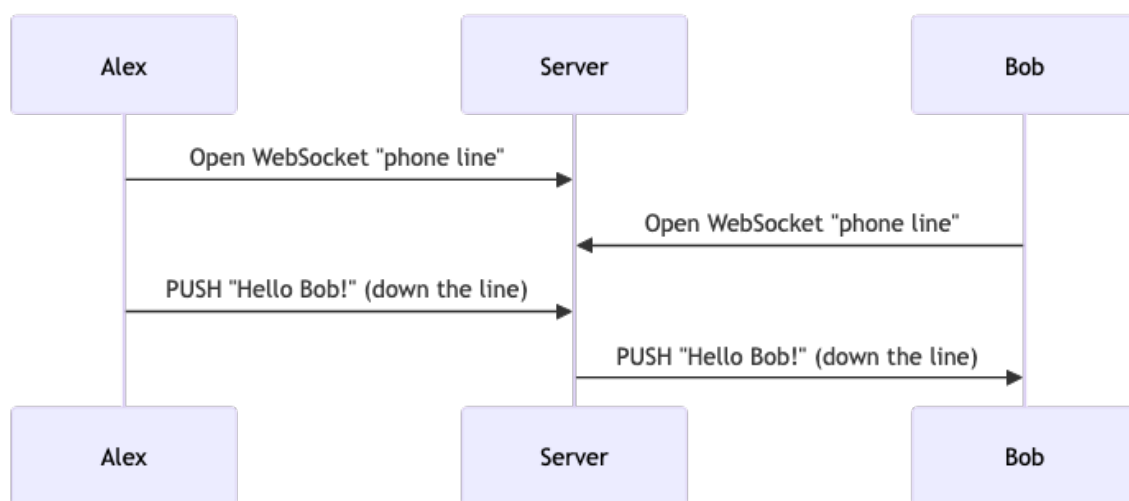 Alex
Server
Bob
Open WebSocket "phone line"
Open WebSocket "phone line"
PUSH "Hello Bob!" (down the line)
PUSH "Hello Bob!" (down the line)
Alex
Server
Bob